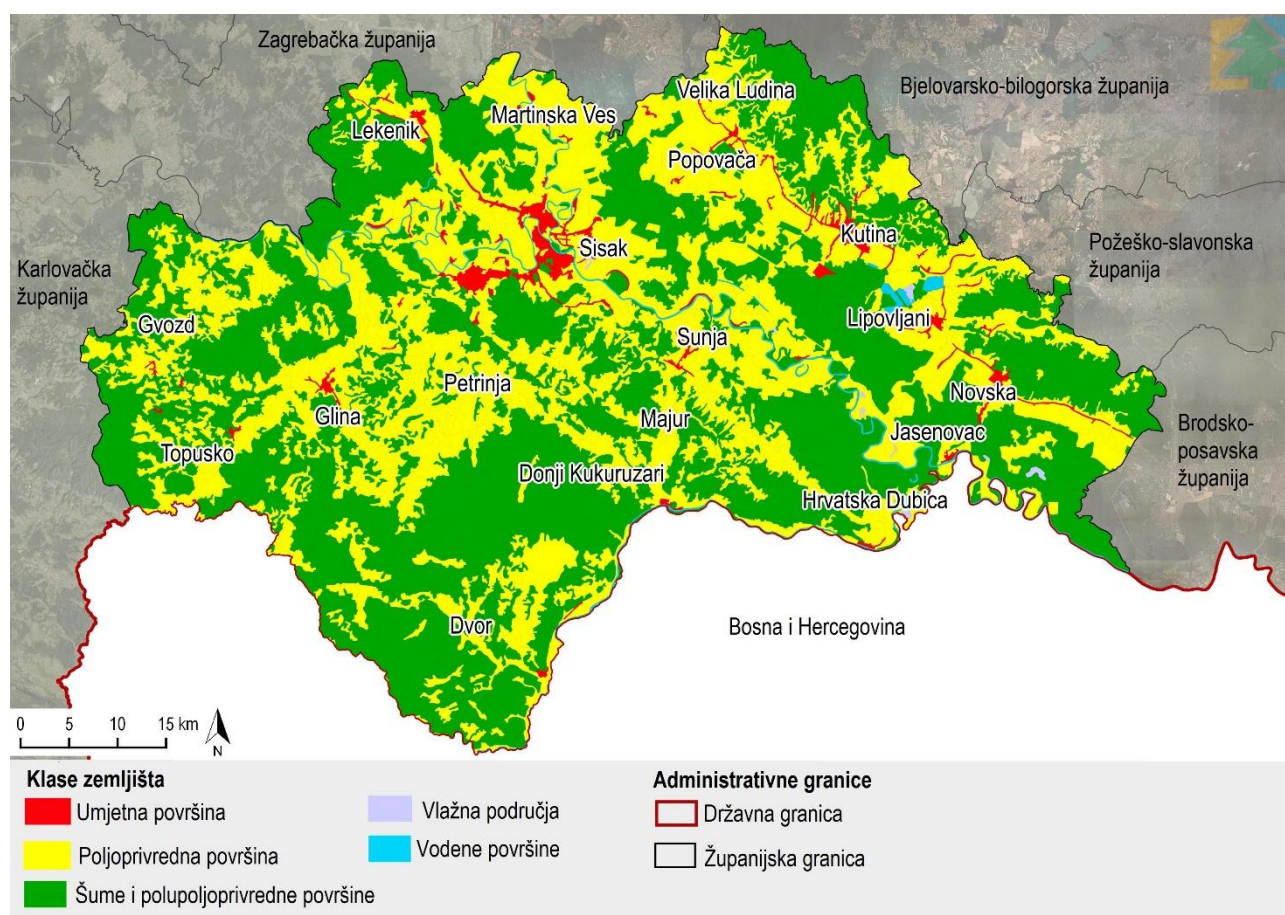 Zagrebačka županija
Bjelovarsko-bilogorska županija
Velika Ludina
Martinska Ves
Lekenik
Popovača
Kutina
Sisak
Požeško-slavonska
županija
Karlovačka
županija
Gvozd
Lipovljani
Sunja
Petrinja
Novska
Glina
Majur
Jasenovac
Brodsko-
posavska
županija
Topusko
Donji Kukuruzari
Hrvatska Dubica
Dvor
Bosna i Hercegovina
0 5 10 15 km
N
Klase zemljišta
Umjetna površina
Poljoprivredna površina
Šume i polupoljoprivredne površine
Vlažna područja
Vodene površine
Administrativne granice
Državna granica
Županijska granica